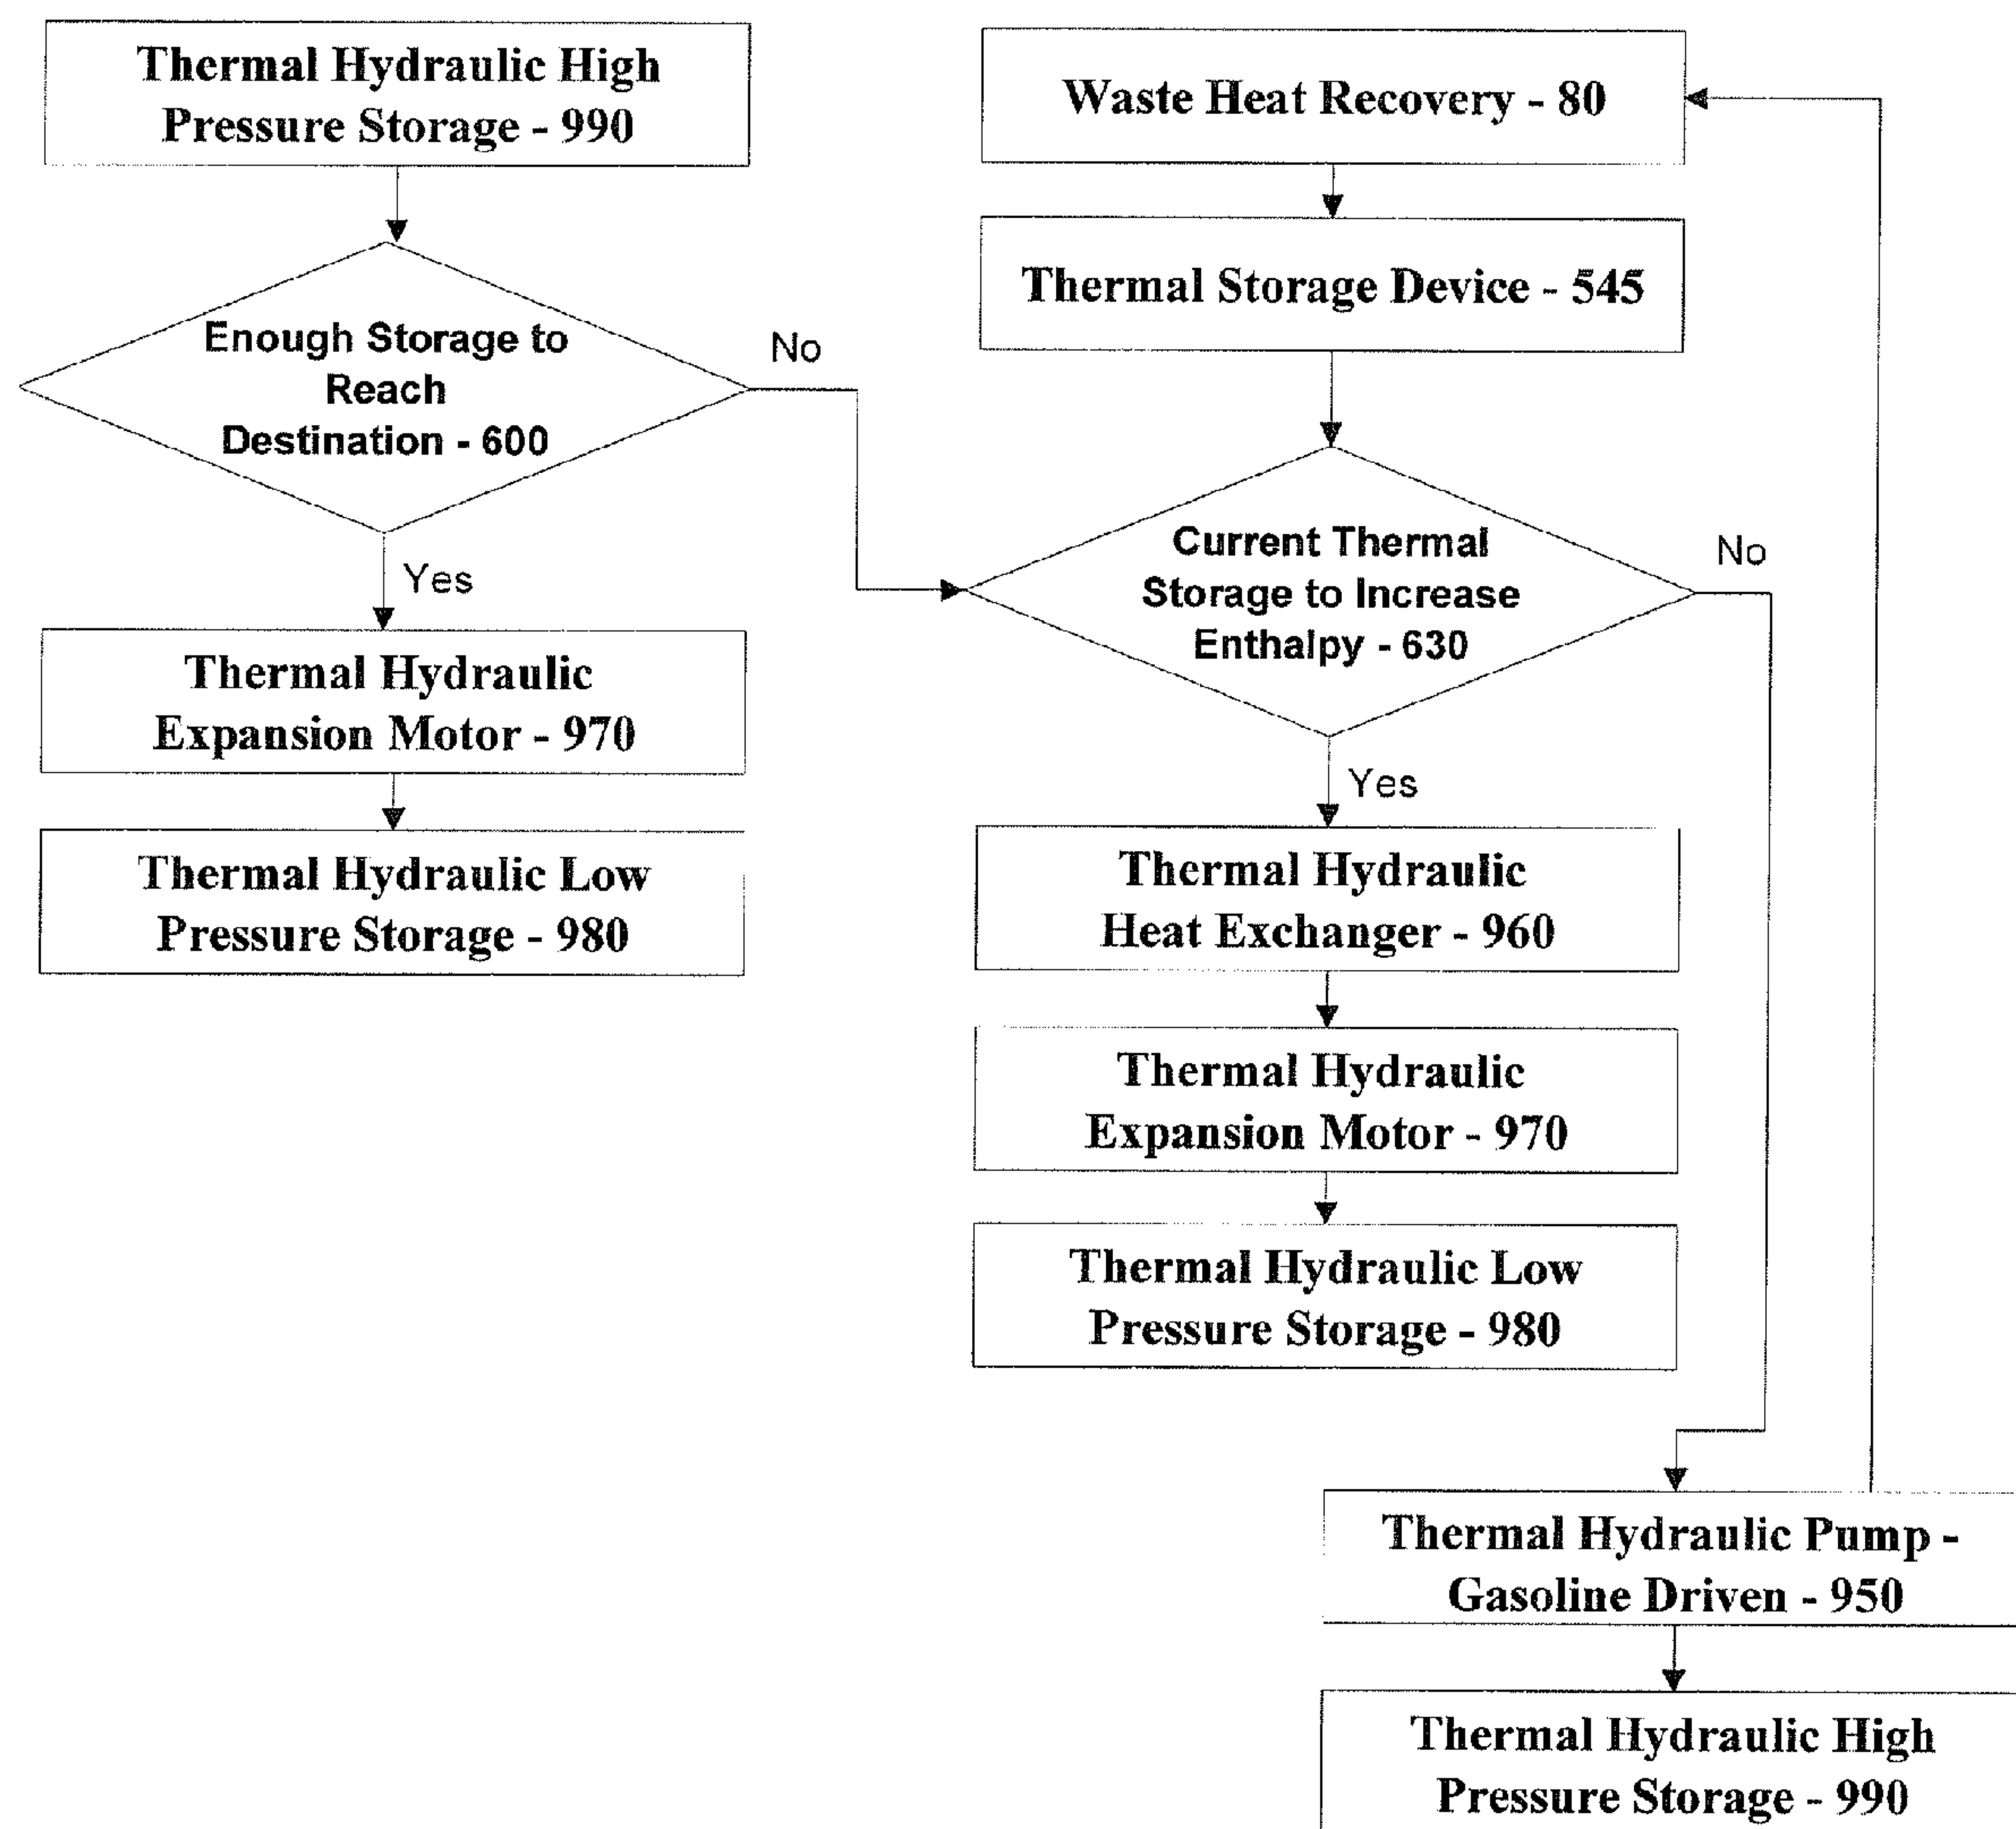 Thermal Hydraulic High
Pressure Storage - 990
Enough Storage to
Reach
Destination - 600
No
Yes
Thermal Hydraulic
Expansion Motor - 970
Thermal Hydraulic Low
Pressure Storage - 980
Waste Heat Recovery - 80
Thermal Storage Device - 545
Current Thermal
Storage to Increase
Enthalpy - 630
No
Yes
Thermal Hydraulic
Heat Exchanger - 960
Thermal Hydraulic
Expansion Motor - 970
Thermal Hydraulic Low
Pressure Storage - 980
Thermal Hydraulic Pump -
Gasoline Driven - 950
Thermal Hydraulic High
Pressure Storage - 990